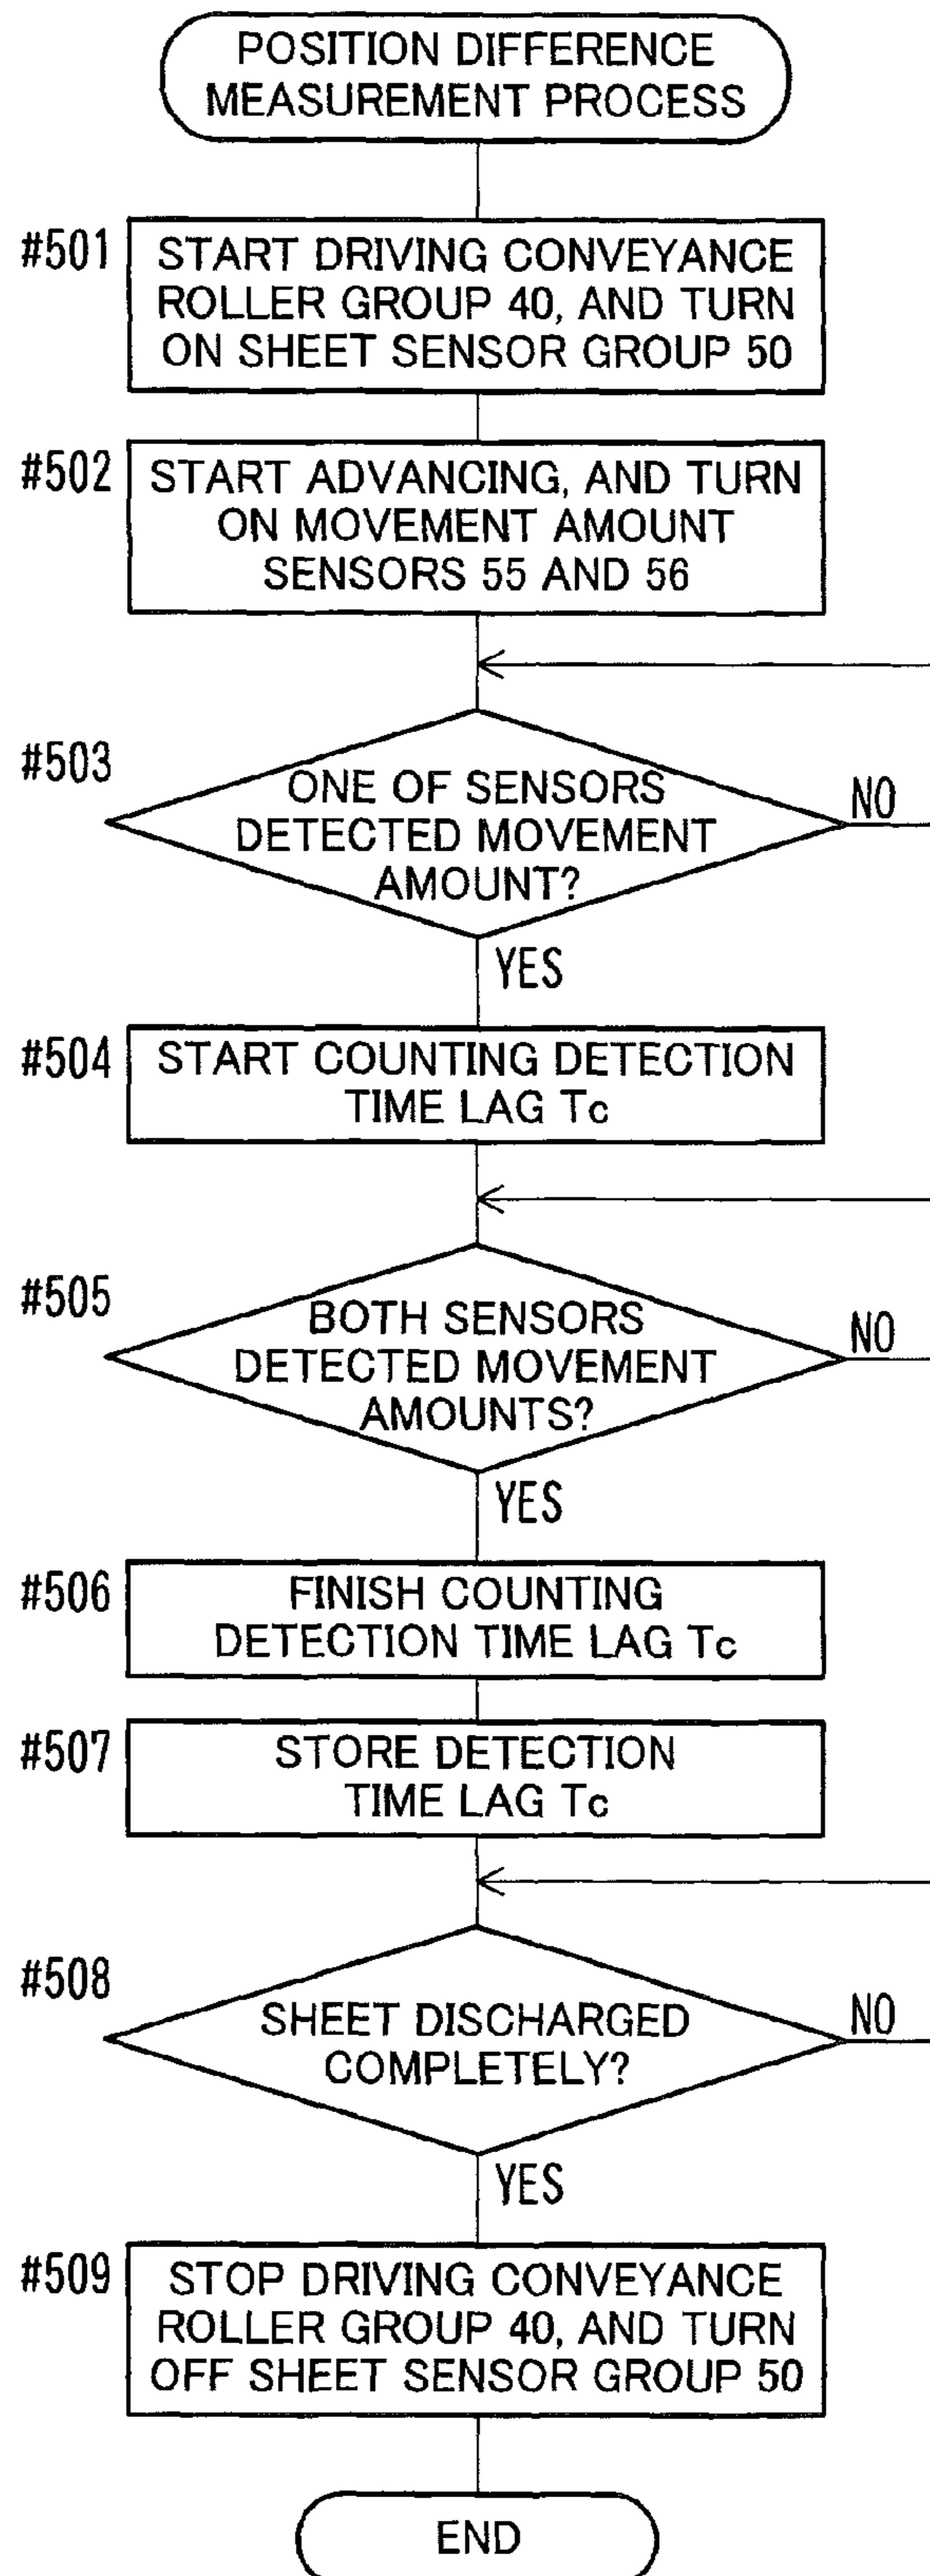 POSITION DIFFERENCE
MEASUREMENT PROCESS
#501
START DRIVING CONVEYANCE
ROLLER GROUP 40, AND TURN
ON SHEET SENSOR GROUP 50
#502
START ADVANCING, AND TURN
ON MOVEMENT AMOUNT
SENSORS 55 AND 56
#503
ONE OF SENSORS
DETECTED MOVEMENT
AMOUNT?
NO
YES
#504
START COUNTING DETECTION
TIME LAG Tc
#505
BOTH SENSORS
DETECTED MOVEMENT
AMOUNTS?
NO
YES
#506
FINISH COUNTING
DETECTION TIME LAG Tc
#507
STORE DETECTION
TIME LAG Tc
#508
SHEET DISCHARGED
COMPLETELY?
NO
YES
#509
STOP DRIVING CONVEYANCE
ROLLER GROUP 40, AND TURN
OFF SHEET SENSOR GROUP 50
END